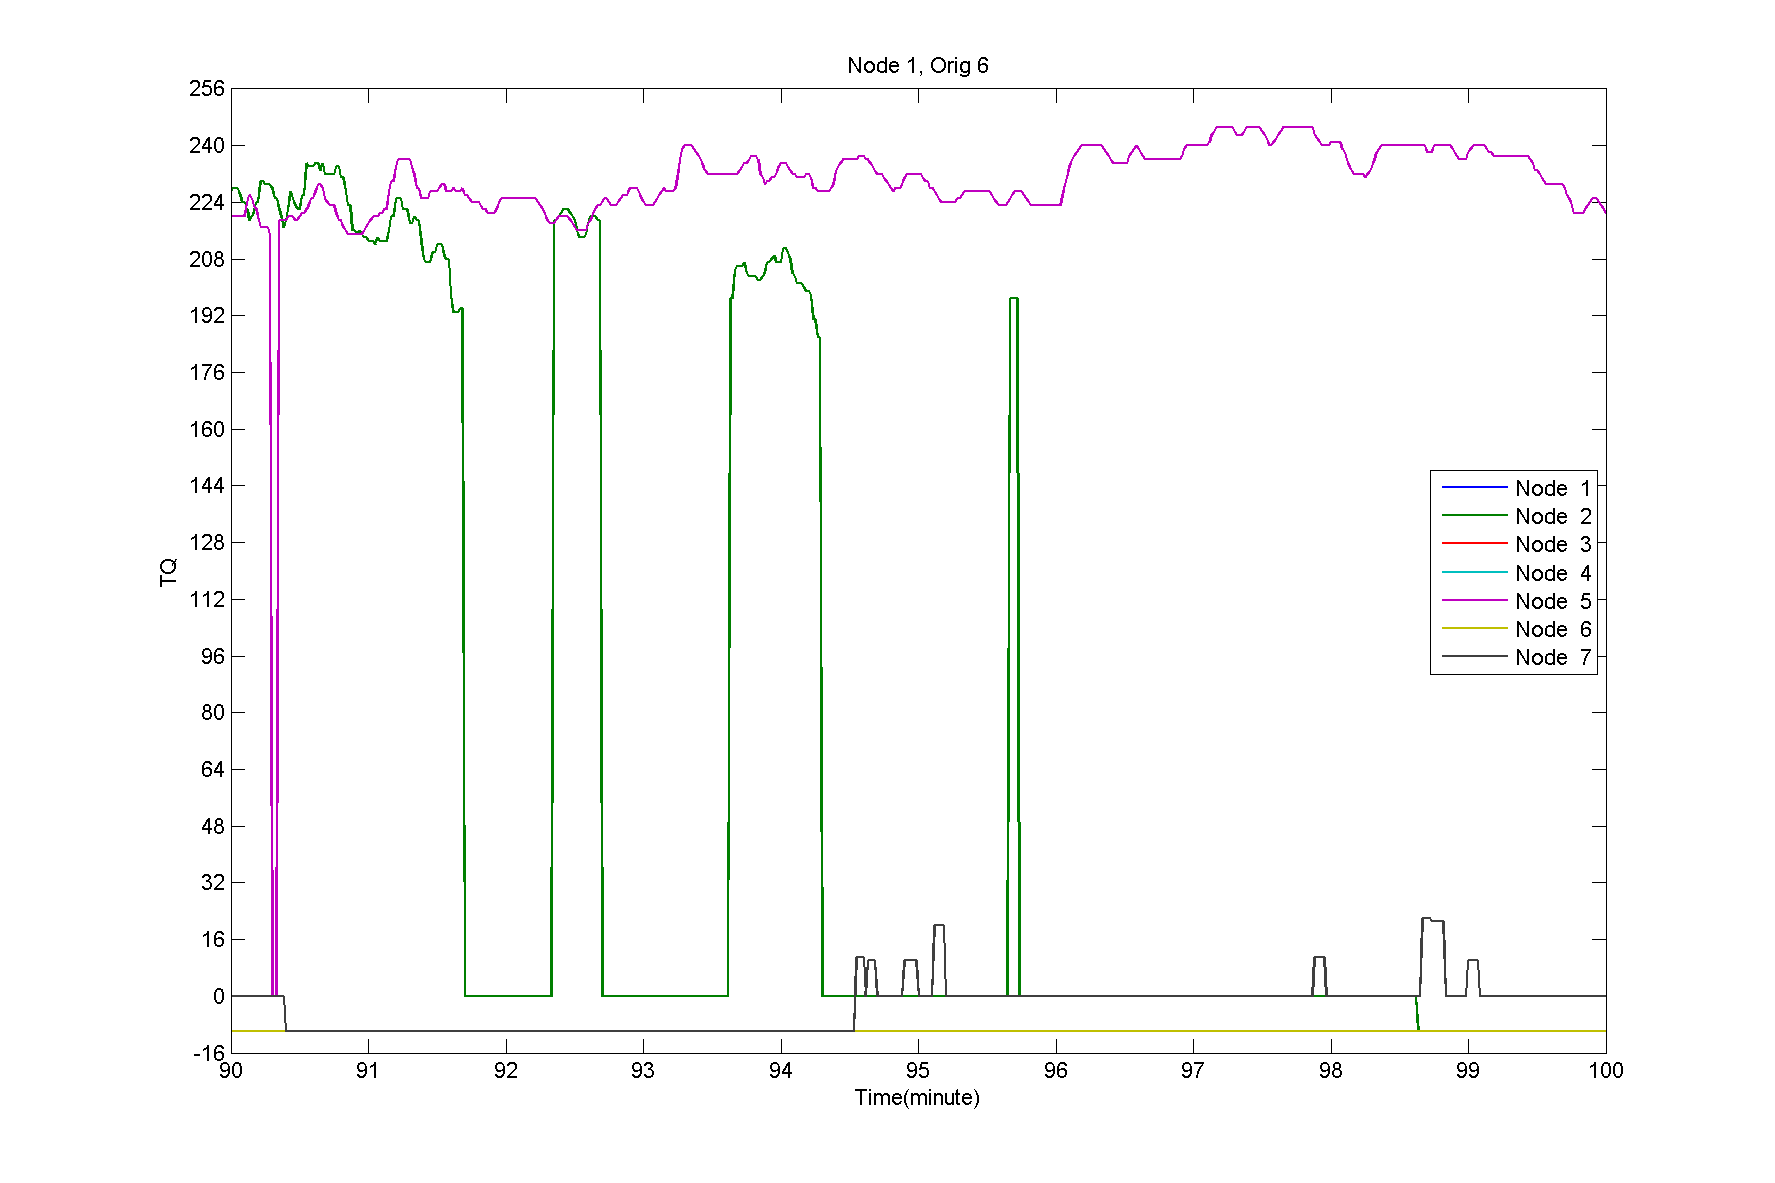 Node 1, Orig 6
256
240
224
208
192
176
160
144
128
112
96
80
64
48
32
16
0
-16
TQ
90 91 92 93 94 95 96 97 98 99 100
Time(minute)
Node 1
Node 2
Node 3
Node 4
Node 5
Node 6
Node 7